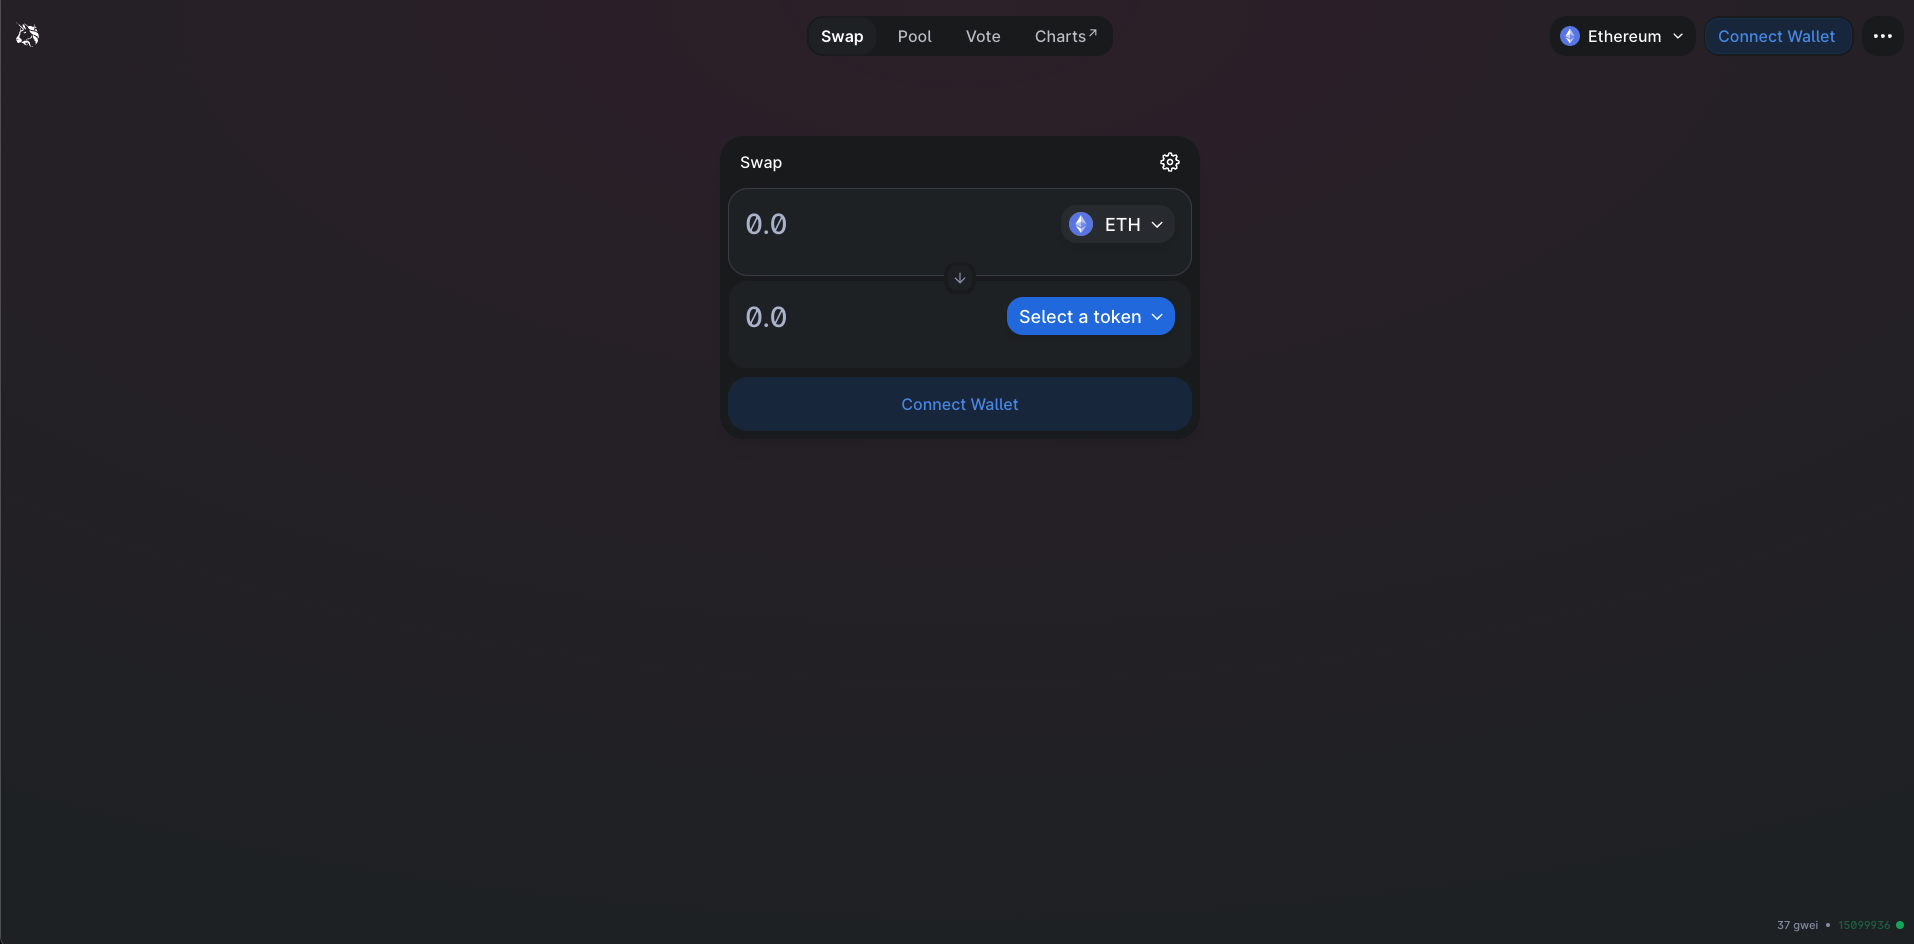 Swap Pool Vote Charts↗ Ethereum Connect Wallet
Swap
0.0 ETH
0.0 Select a token
Connect Wallet
37 gwei • 15099936